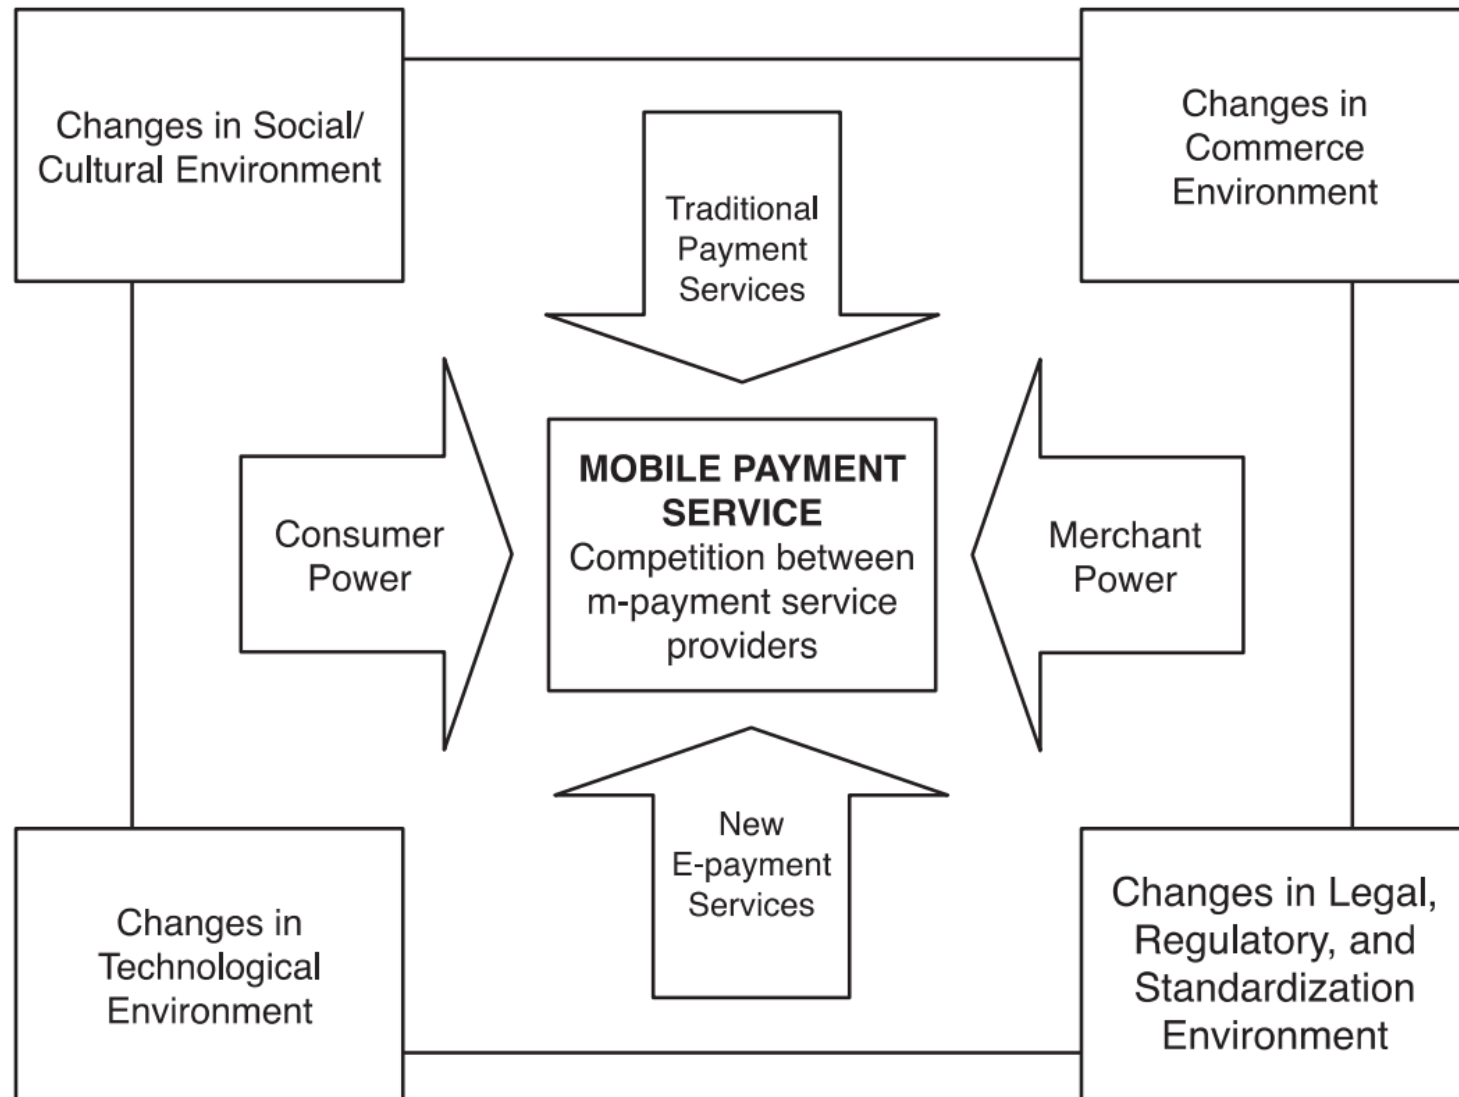 Changes in Social/
Cultural Environment
Changes in
Commerce
Environment
Traditional
Payment
Services
Consumer
Power
MOBILE PAYMENT
SERVICE
Competition between
m-payment service
providers
Merchant
Power
New
E-payment
Services
Changes in
Technological
Environment
Changes in Legal,
Regulatory, and
Standardization
Environment